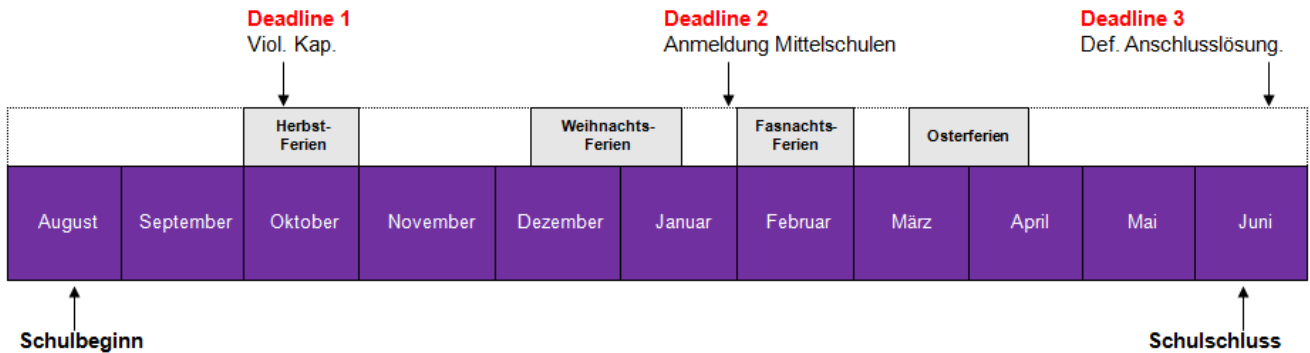 Deadline 1
Viol. Kap.
Deadline 2
Anmeldung Mittelschulen
Deadline 3
Def. Anschlusslösung.
Herbst-
Ferien
Weihnachts-
Ferien
Fasnachts-
Ferien
Osterferien
August
September
Oktober
November
Dezember
Januar
Februar
März
April
Mai
Juni
Schulbeginn
Schulschluss